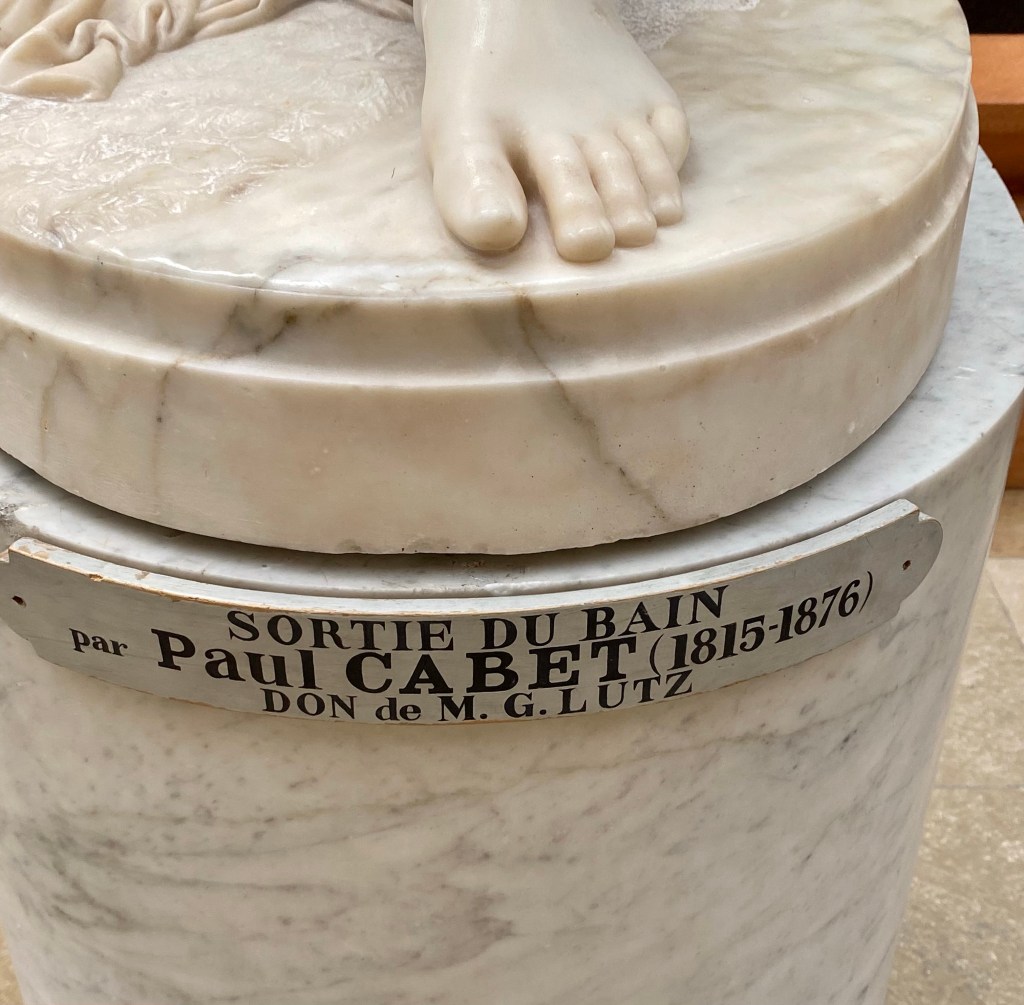 SORTIE DU BAIN
par Paul CABET (1815-1876)
DON de M. G. LUTZ